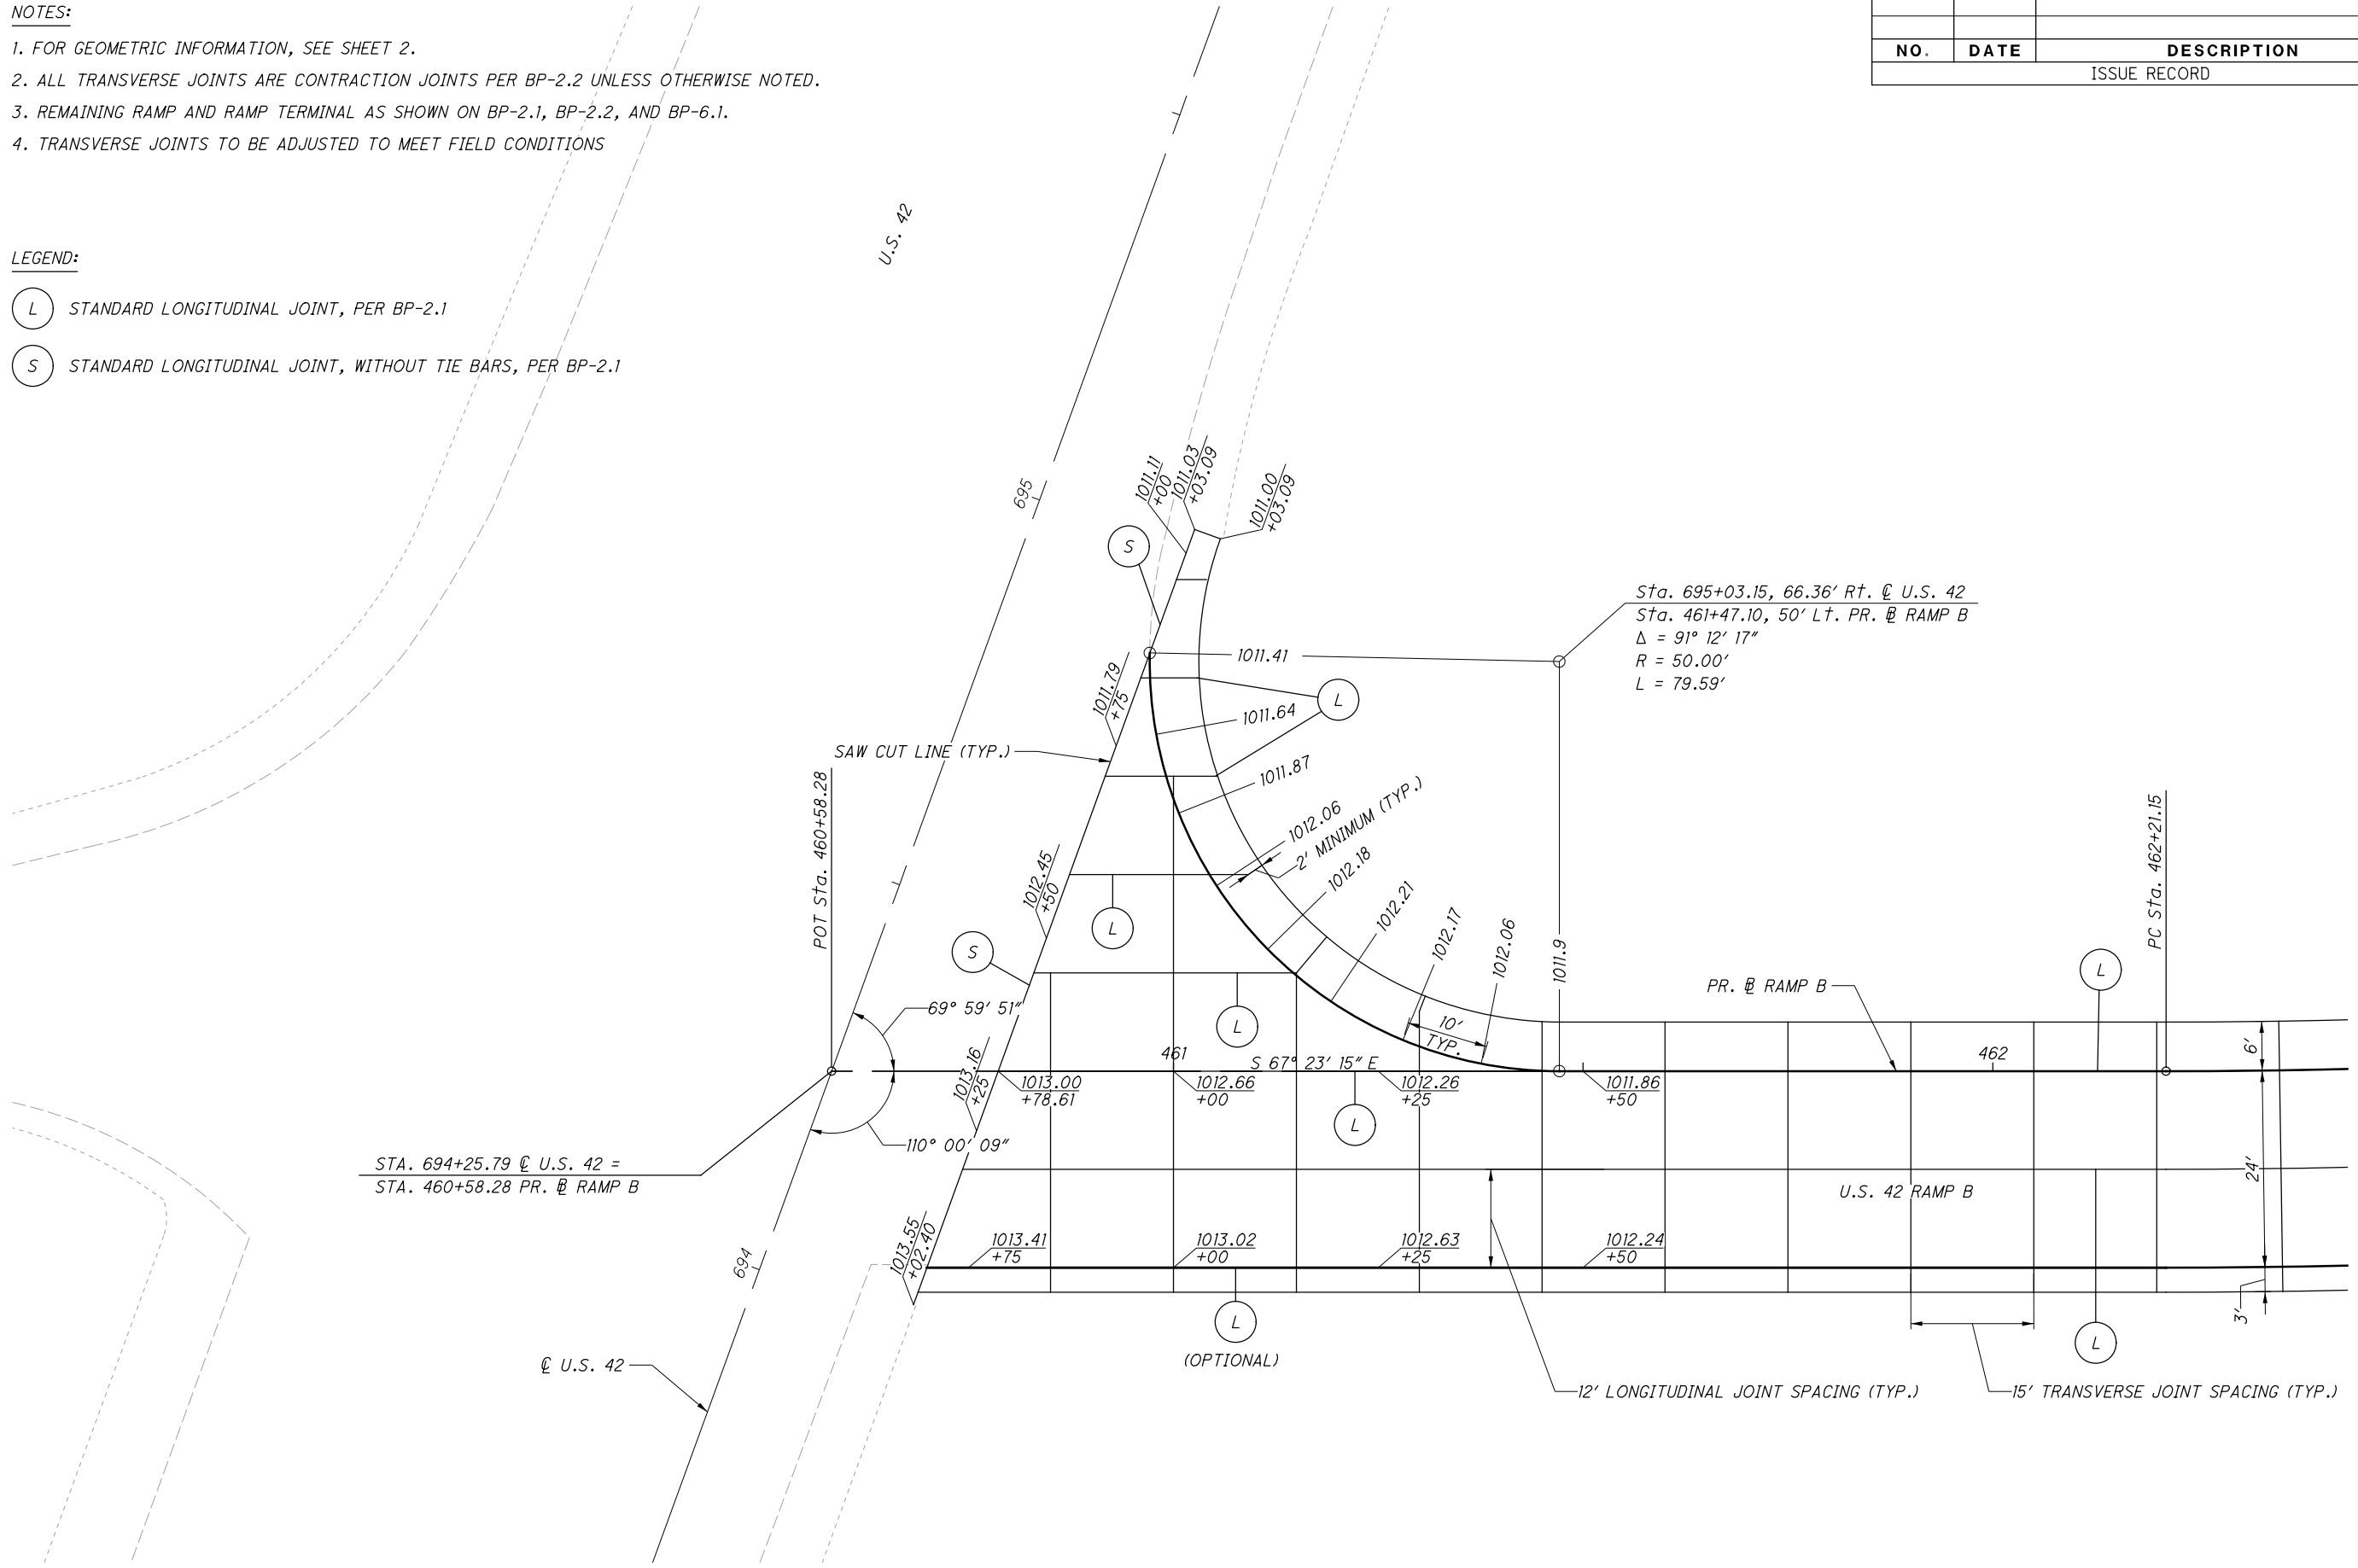 NOTES:
1. FOR GEOMETRIC INFORMATION, SEE SHEET 2.
2. ALL TRANSVERSE JOINTS ARE CONTRACTION JOINTS PER BP-2.2 UNLESS OTHERWISE NOTED.
3. REMAINING RAMP AND RAMP TERMINAL AS SHOWN ON BP-2.1, BP-2.2, AND BP-6.1.
4. TRANSVERSE JOINTS TO BE ADJUSTED TO MEET FIELD CONDITIONS
NO. DATE DESCRIPTION
ISSUE RECORD
LEGEND:
L STANDARD LONGITUDINAL JOINT, PER BP-2.1
S STANDARD LONGITUDINAL JOINT, WITHOUT TIE BARS, PER BP-2.1
U.S. 42
695
1011.11
+00
1011.03
+03.09
1011.00
+03.09
S
Sta. 695+03.15, 66.36' Rt. ℄ U.S. 42
Sta. 461+47.10, 50' Lt. PR. B̲L RAMP B
Δ = 91° 12' 17"
R = 50.00'
L = 79.59'
1011.41
1011.79
+75
L
1011.64
SAW CUT LINE (TYP.)
1011.87
POT Sta. 460+58.28
1012.06
2' MINIMUM (TYP.)
1012.18
PC Sta. 462+21.15
1012.45
+50
L
1012.21
1012.17
1012.06
1011.9
S
L
PR. B̲L RAMP B
L
69° 59' 51"
10'
TYP.
461
S 67° 23' 15" E
462
6'
1013.16
+25
1013.00
+78.61
1012.66
+00
1012.26
+25
1011.86
+50
L
110° 00' 09"
STA. 694+25.79 ℄ U.S. 42 =
STA. 460+58.28 PR. B̲L RAMP B
U.S. 42 RAMP B
24'
1013.55
+02.40
1013.41
+75
1013.02
+00
1012.63
+25
1012.24
+50
694
3'
L
(OPTIONAL)
L
℄ U.S. 42
12' LONGITUDINAL JOINT SPACING (TYP.)
15' TRANSVERSE JOINT SPACING (TYP.)